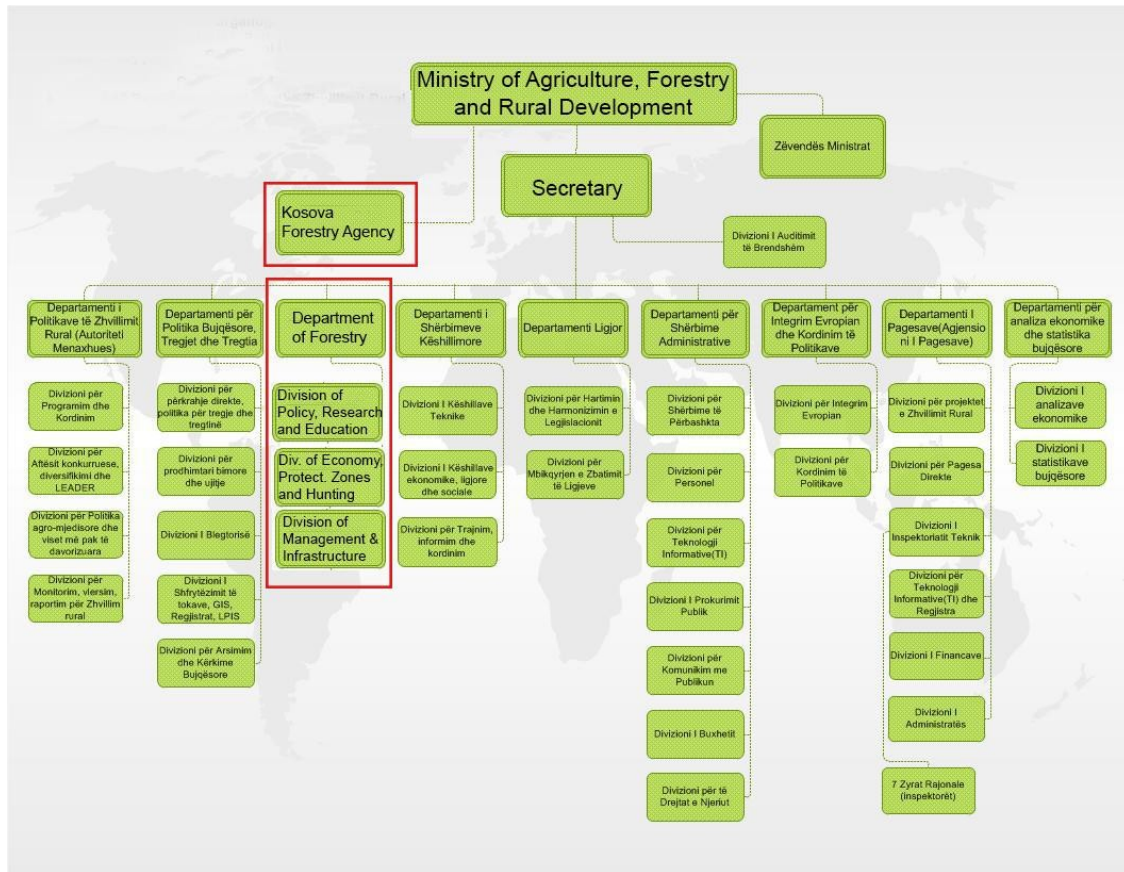 Ministry of Agriculture, Forestry
and Rural Development
Zëvendës Ministrat
Secretary
Kosova
Forestry Agency
Divizioni I Auditimit
të Brendshëm
Departamenti i
Politikave të Zhvillimit
Rural (Autoriteti
Menaxhues)
Divizioni për
Programim dhe
Kordinim
Divizioni për
Aftësit konkurruese,
diversifikimi dhe
LEADER
Divizioni për Politika
agro-mjedisore dhe
viset më pak të
davorizuara
Divizioni për
Monitorim, vlersim,
raportim për Zhvillim
rural
Departamenti për
Politika Bujqësore,
Tregjet dhe Tregtia
Divizioni për
përkrahje direkte,
politika për tregje dhe
tregtinë
Divizioni për
prodhimtari bimore
dhe ujitje
Divizioni I Blegtorisë
Divizioni I
Shfrytëzimit të
tokave, GIS,
Regjistrat, LPIS
Divizioni për Arsimim
dhe Kërkime
Bujqësore
Department
of Forestry
Division of
Policy, Research
and Education
Div. of Economy,
Protect. Zones
and Hunting
Division of
Management &
Infrastructure
Departamenti i
Shërbimeve
Këshillimore
Divizioni I Këshillave
Teknike
Divizioni I Këshillave
ekonomike, ligjore
dhe sociale
Divizioni për Trajnim,
informim dhe
kordinim
Departamenti Ligjor
Divizioni për Hartimin
dhe Harmonizimin e
Legjislacionit
Divizioni për
Mbikqyrjen e Zbatimit
të Ligjeve
Departamenti për
Shërbime
Administrative
Divizioni për
Shërbime të
Përbashkta
Divizioni për
Personel
Divizioni për
Teknologji
Informative(TI)
Divizioni I Prokurimit
Publik
Divizioni për
Komunikim me
Publikun
Divizioni I Buxhetit
Divizioni për të
Drejtat e Njeriut
Department për
Integrim Evropian
dhe Kordinim të
Politikave
Divizioni për Integrim
Evropian
Divizioni për
Kordinim të
Politikave
Departamenti I
Pagesave(Agjensio
ni I Pagesave)
Divizioni për projektet
e Zhvillimit Rural
Divizioni për Pagesa
Direkte
Divizioni I
Inspektoriatit Teknik
Divizioni për
Teknologji
Informative(TI) dhe
Regjistra
Divizioni I Financave
Divizioni I
Administratës
7 Zyrat Rajonale
(inspektorët)
Departamenti për
analiza ekonomike
dhe statistika
bujqësore
Divizioni I
analizave
ekonomike
Divizioni I
statistikave
bujqësore